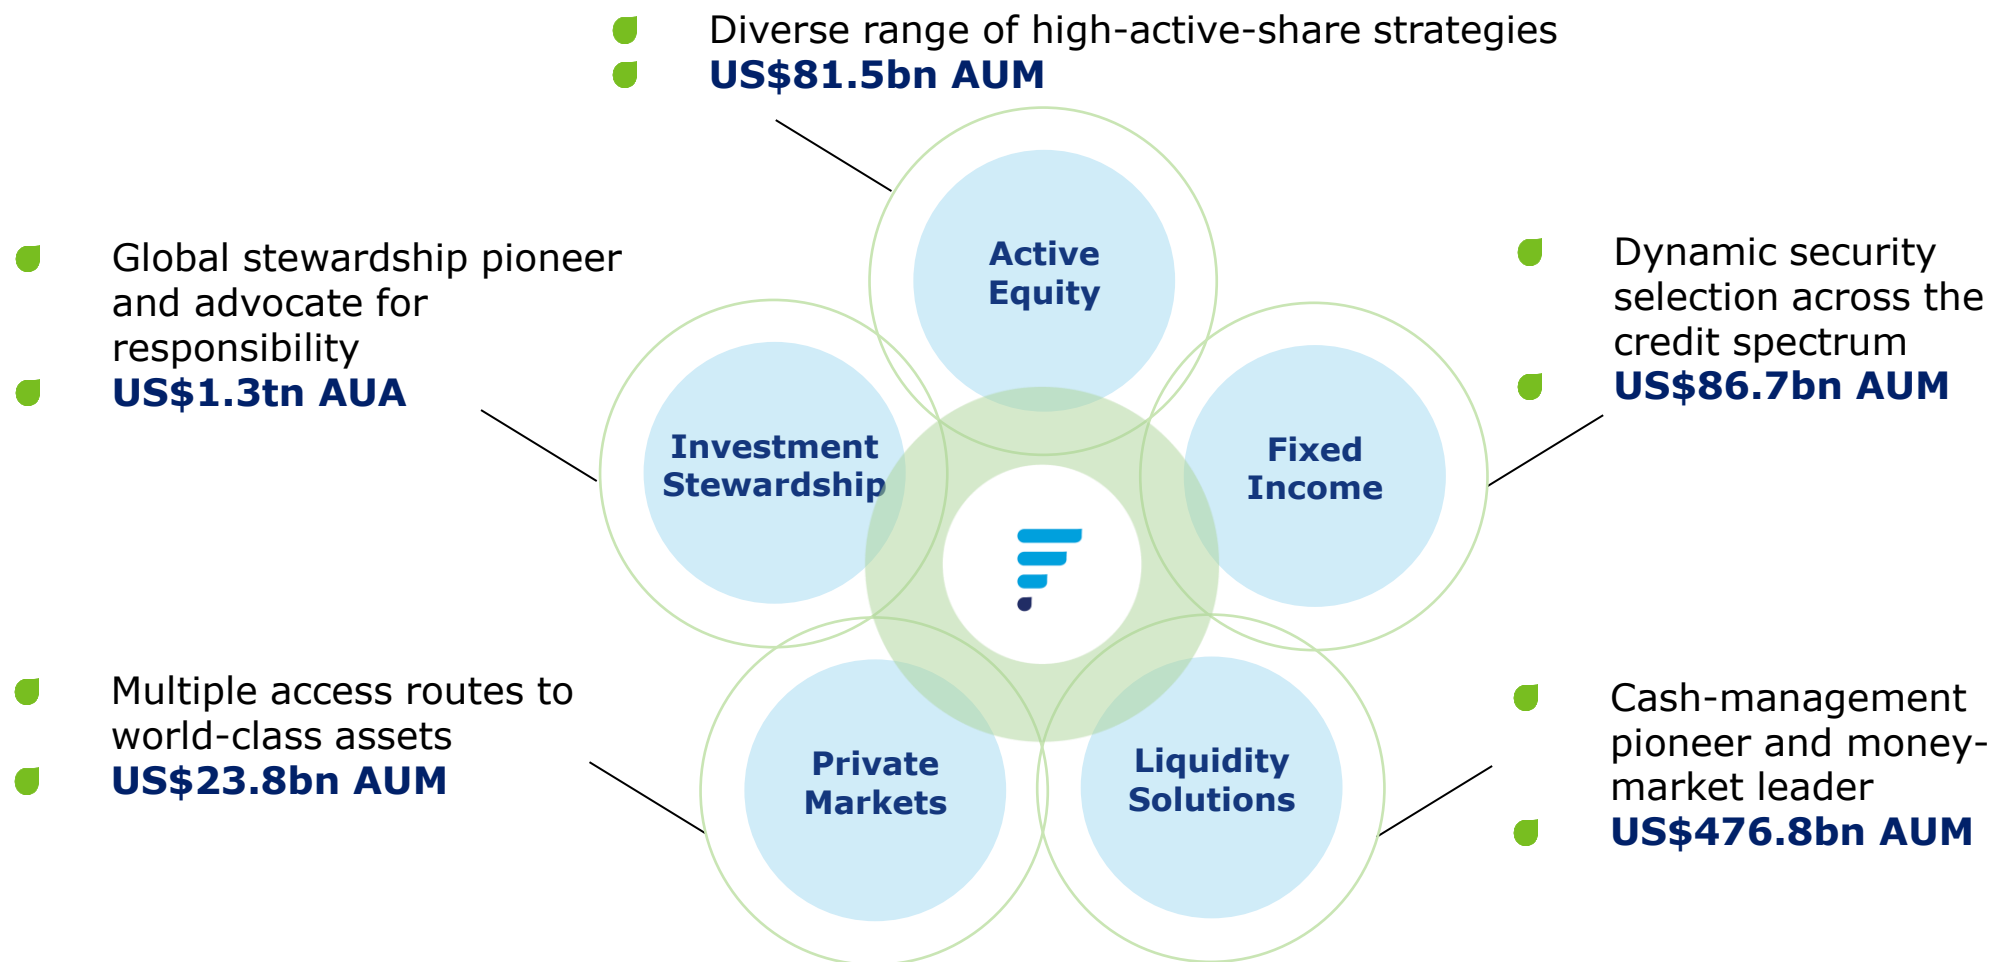 Diverse range of high-active-share strategies
US$81.5bn AUM
Global stewardship pioneer
and advocate for
responsibility
US$1.3tn AUA
Active
Equity
Dynamic security
selection across the
credit spectrum
US$86.7bn AUM
Investment
Stewardship
Fixed
Income
Multiple access routes to
world-class assets
US$23.8bn AUM
Private
Markets
Liquidity
Solutions
Cash-management
pioneer and money-
market leader
US$476.8bn AUM